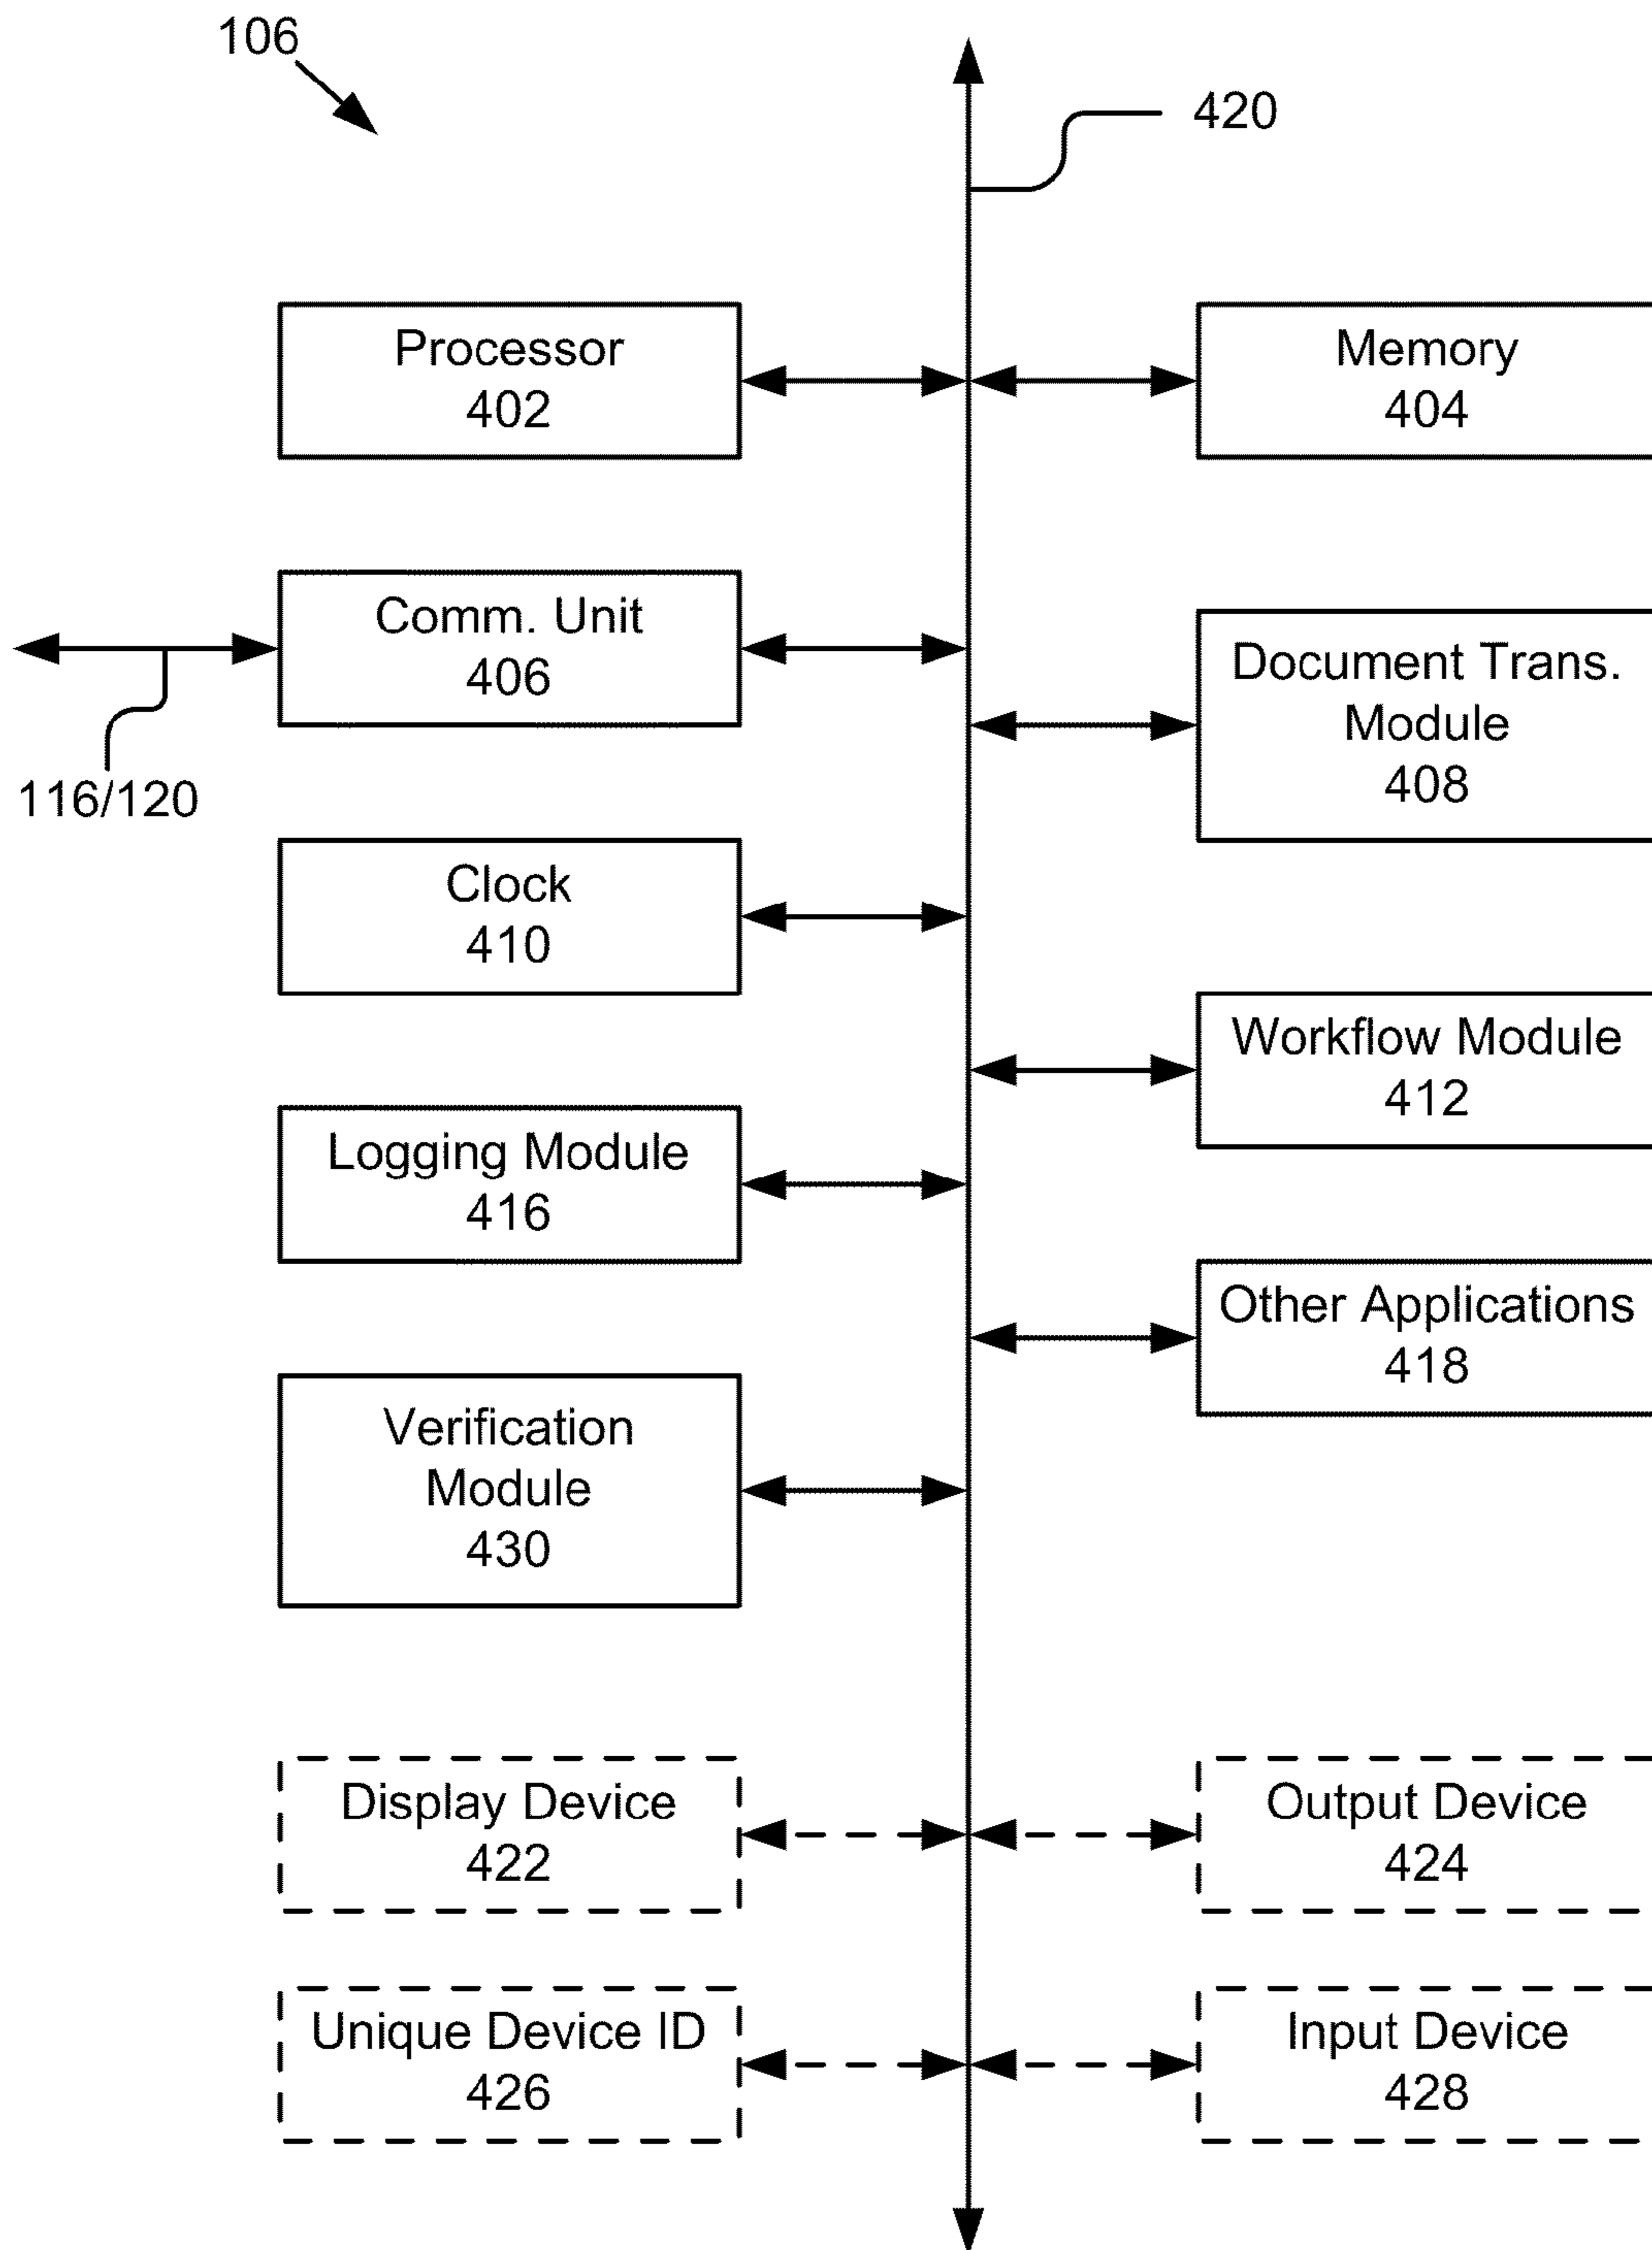 106
420
Processor
402
Memory
404
Comm. Unit
406
Document Trans.
Module
408
116/120
Clock
410
Workflow Module
412
Logging Module
416
Other Applications
418
Verification
Module
430
Display Device
422
Output Device
424
Unique Device ID
426
Input Device
428